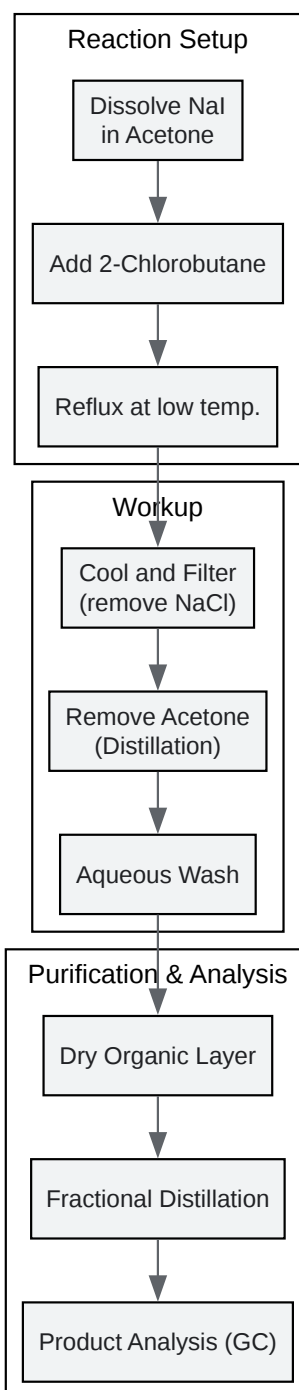 Reaction Setup
Dissolve NaI
in Acetone
Add 2-Chlorobutane
Reflux at low temp.
Workup
Cool and Filter
(remove NaCl)
Remove Acetone
(Distillation)
Aqueous Wash
Purification & Analysis
Dry Organic Layer
Fractional Distillation
Product Analysis (GC)